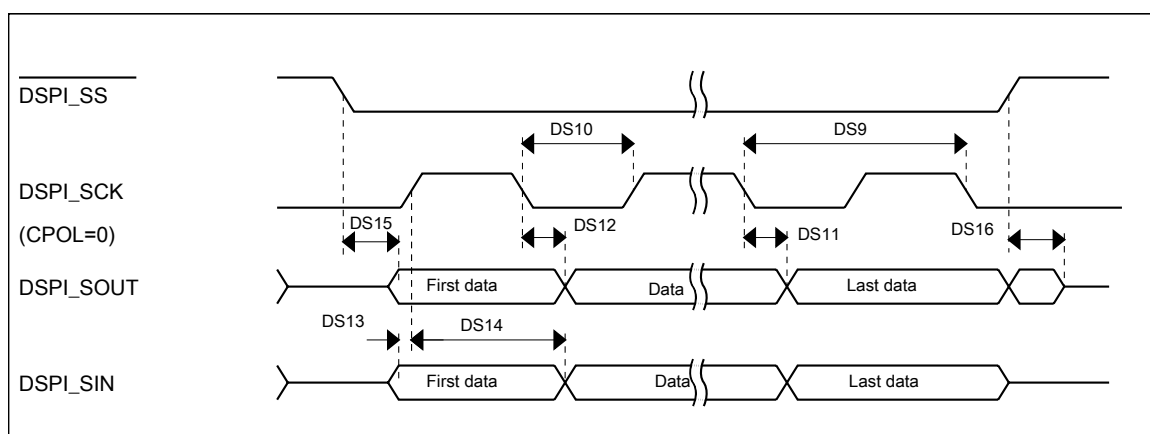 DSPI_SS
DS10
DS9
DSPI_SCK
DS15
DS12
DS11
DS16
(CPOL=0)
DSPI_SOUT
First data
Data
Last data
DS13
DS14
DSPI_SIN
First data
Data
Last data